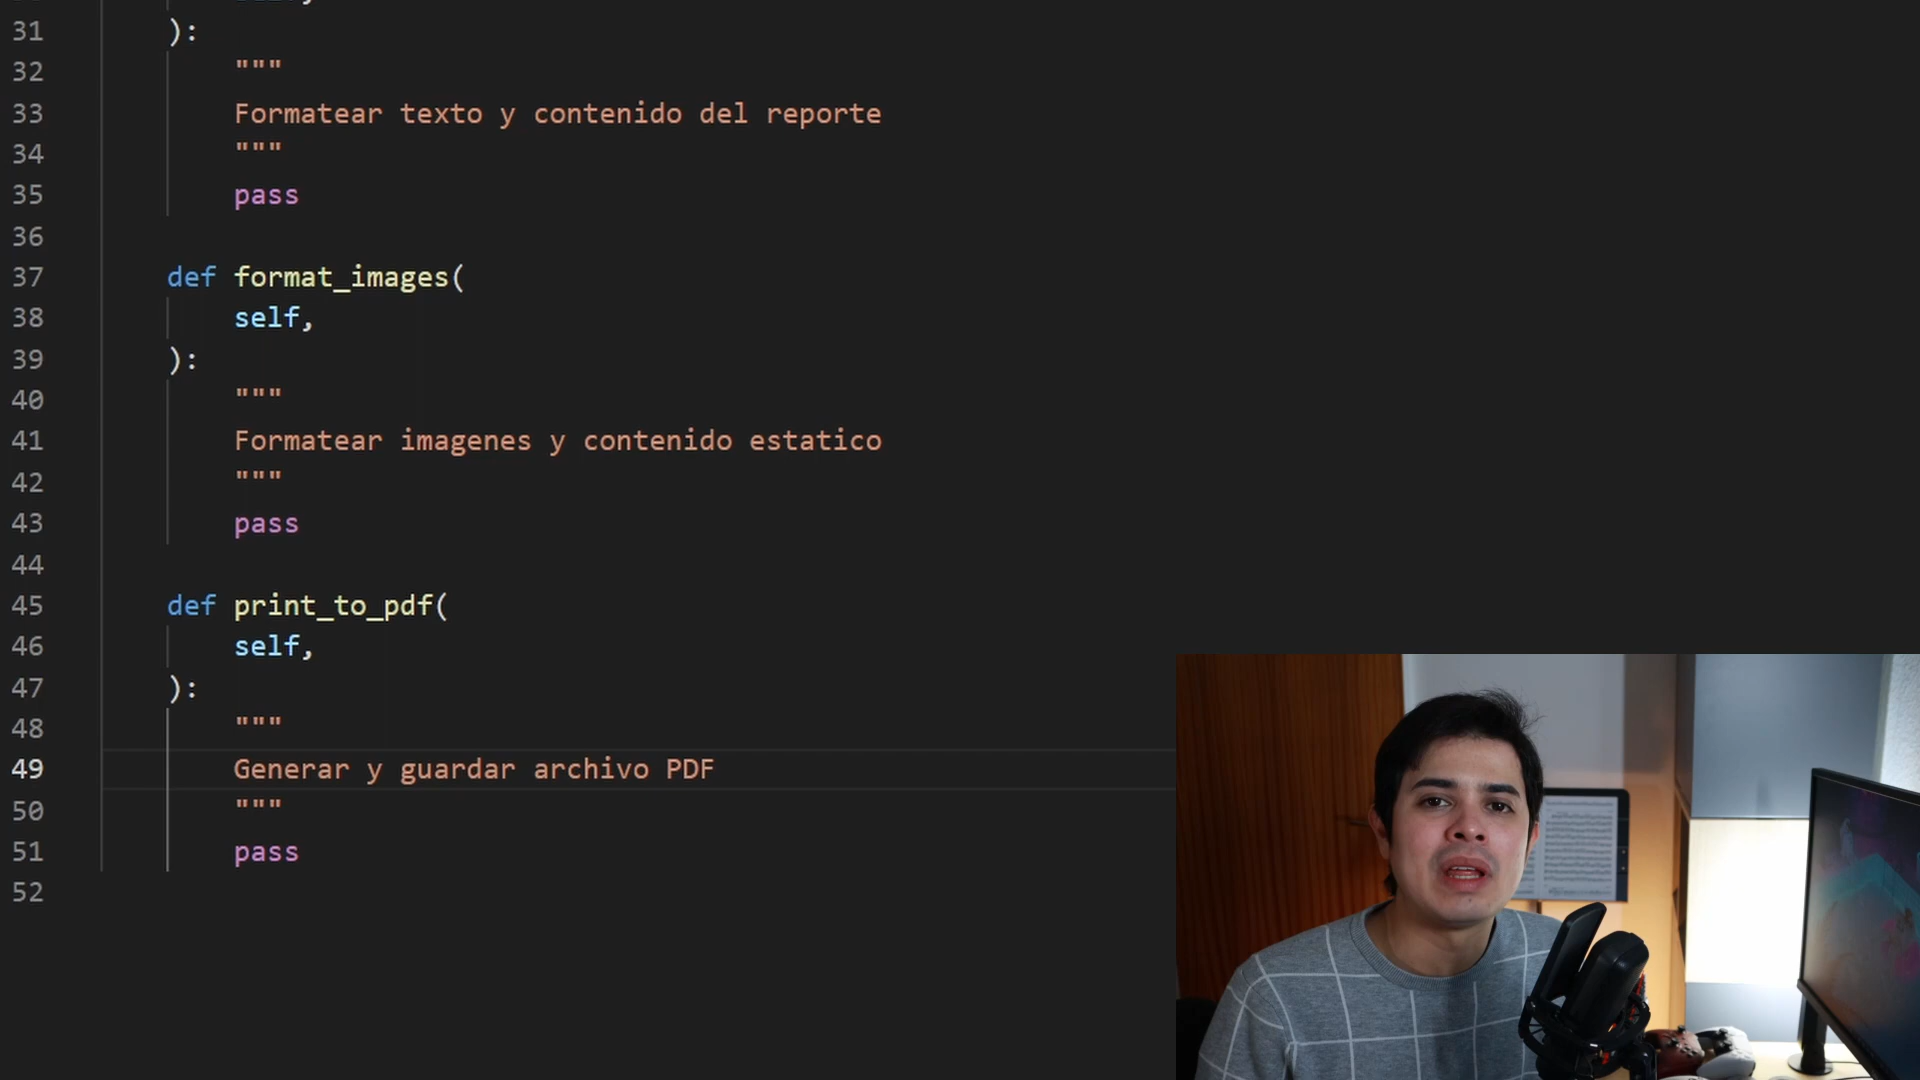 31 ):
32 """
33 Formatear texto y contenido del reporte
34 """
35 pass
36
37 def format_images(
38 self,
39 ):
40 """
41 Formatear imagenes y contenido estatico
42 """
43 pass
44
45 def print_to_pdf(
46 self,
47 ):
48 """
49 Generar y guardar archivo PDF
50 """
51 pass
52